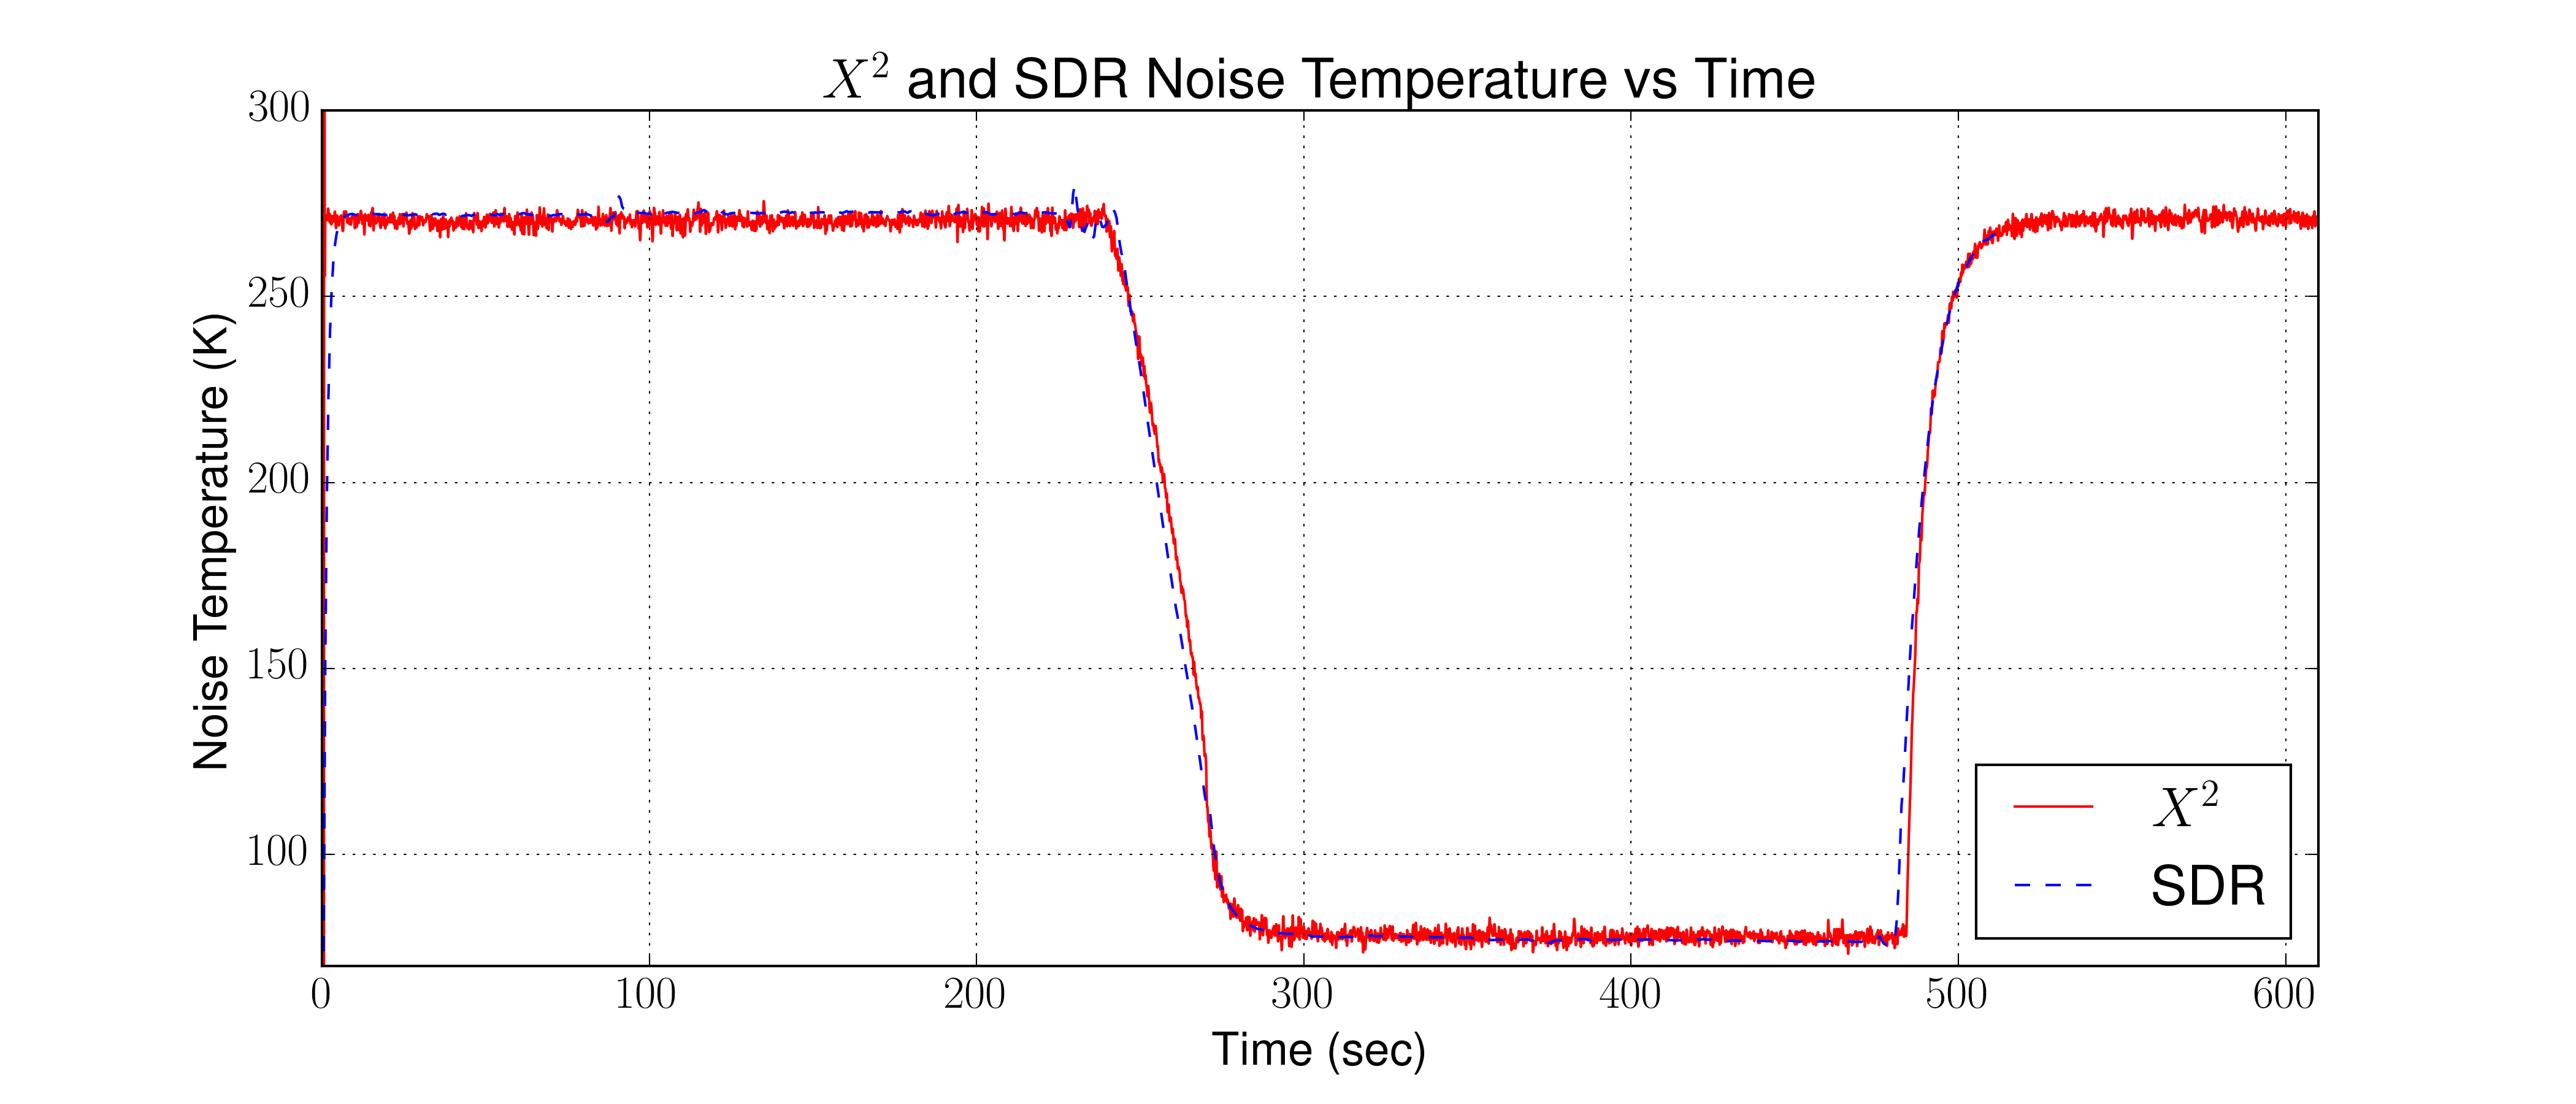 X² and SDR Noise Temperature vs Time
300
250
200
150
100
Noise Temperature (K)
0 100 200 300 400 500 600
Time (sec)
X²
SDR